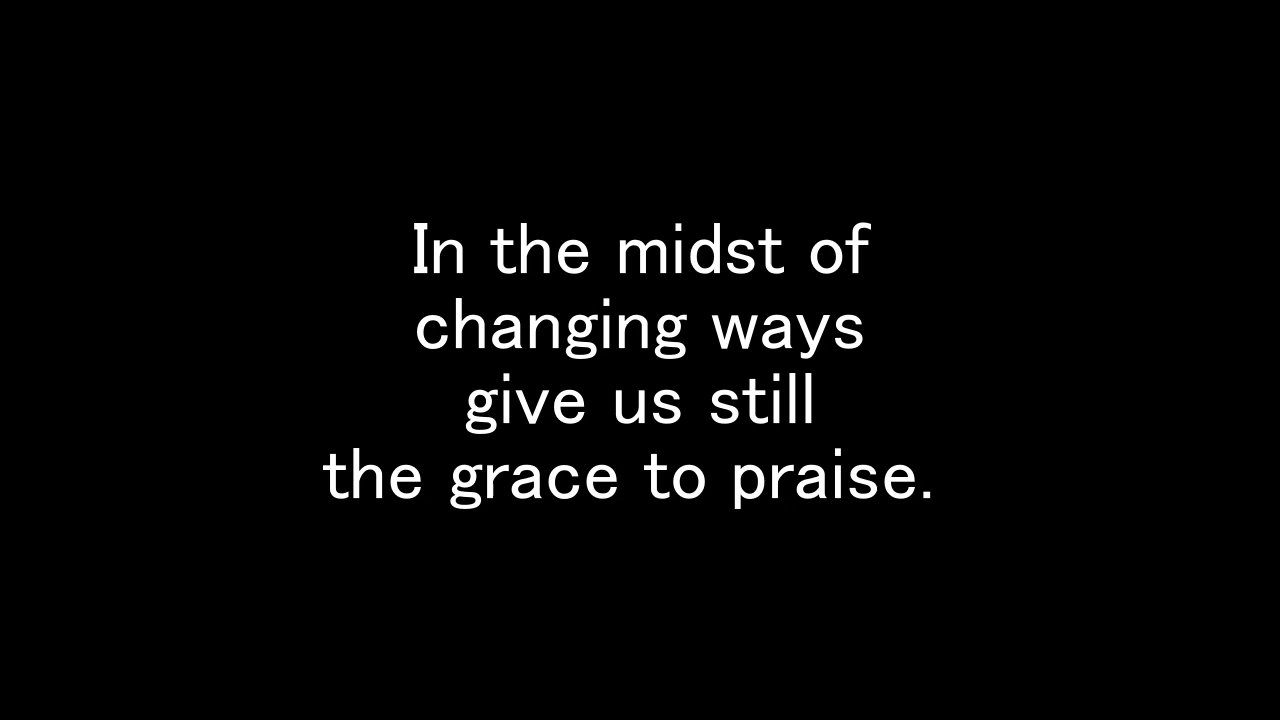 In the midst of
changing ways
give us still
the grace to praise.